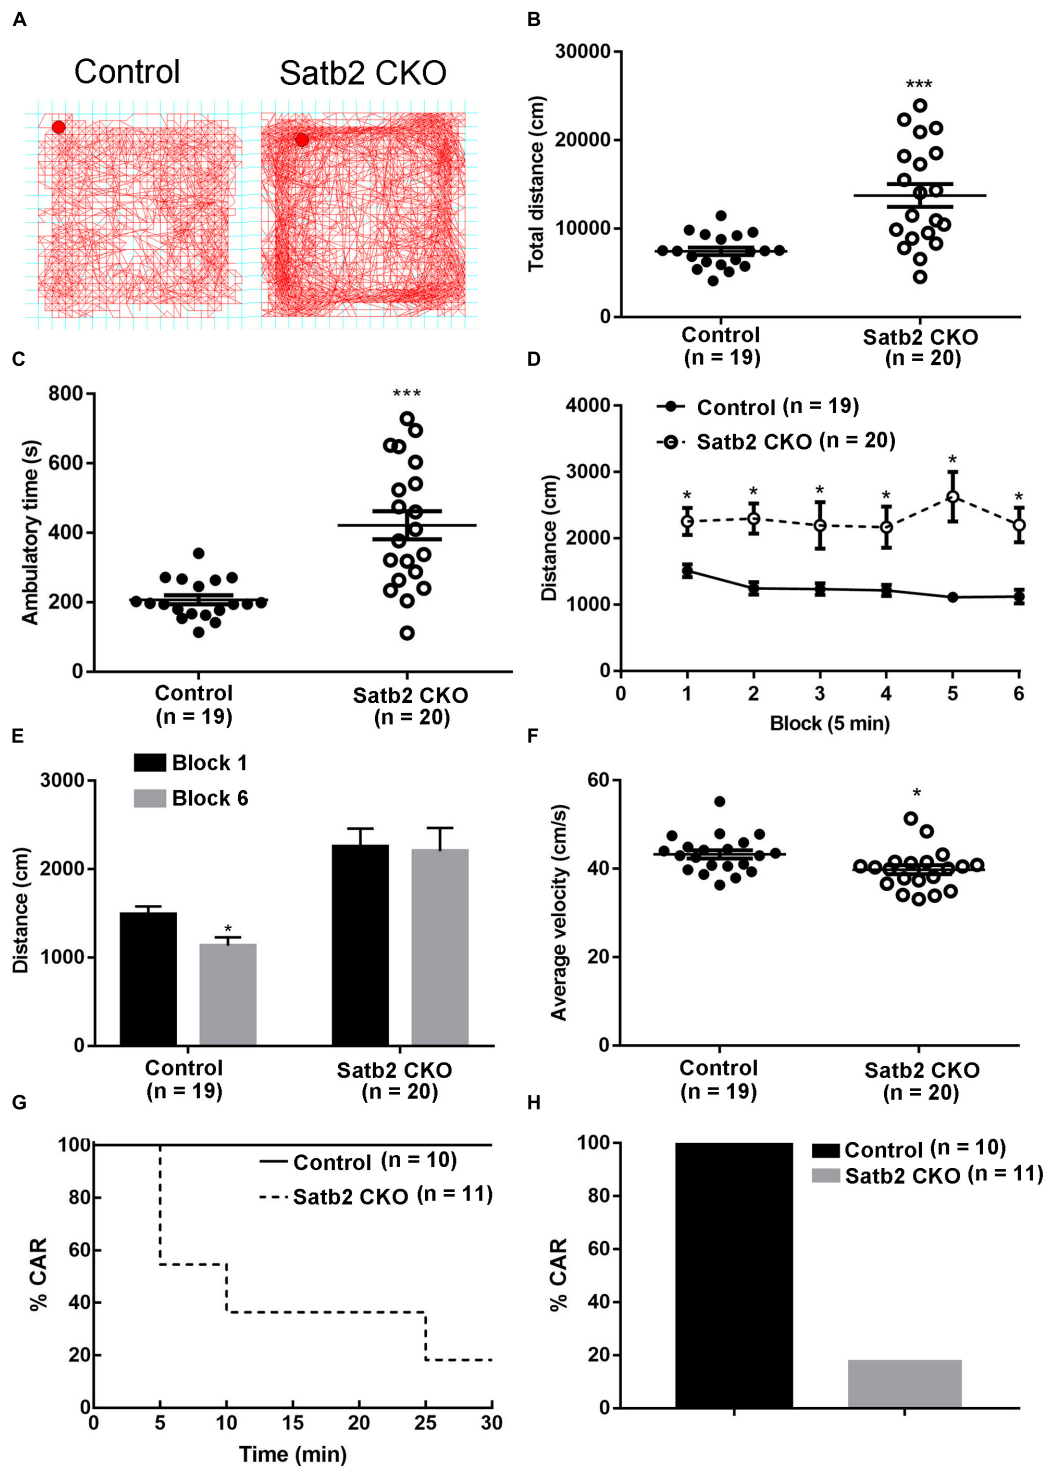 A
B
Control
Satb2 CKO
Total distance (cm)
30000
20000
10000
0
***
Control
(n = 19)
Satb2 CKO
(n = 20)
C
Ambulatory time (s)
800
600
400
200
0
***
Control
(n = 19)
Satb2 CKO
(n = 20)
D
Distance (cm)
4000
3000
2000
1000
0
Control (n = 19)
Satb2 CKO (n = 20)
* * * * * *
0 1 2 3 4 5 6
Block (5 min)
E
Distance (cm)
3000
2000
1000
0
Block 1
Block 6
*
Control
(n = 19)
Satb2 CKO
(n = 20)
F
Average velocity (cm/s)
60
40
20
0
*
Control
(n = 19)
Satb2 CKO
(n = 20)
G
% CAR
100
80
60
40
20
0
Control (n = 10)
Satb2 CKO (n = 11)
0 5 10 15 20 25 30
Time (min)
H
% CAR
100
80
60
40
20
0
Control (n = 10)
Satb2 CKO (n = 11)